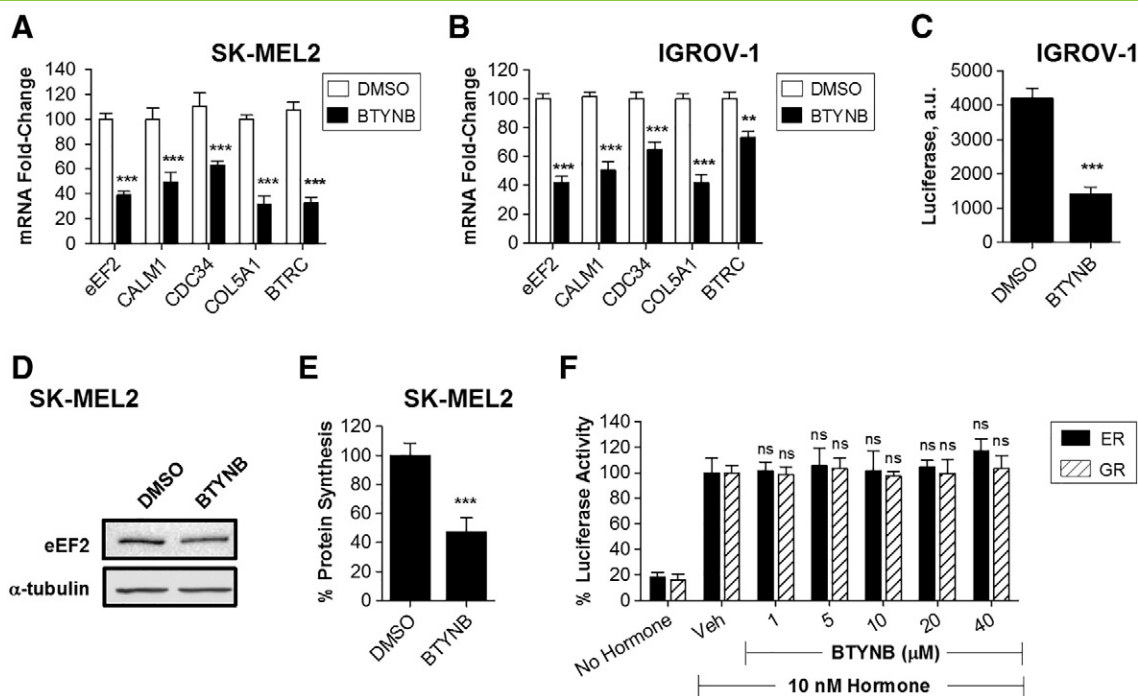 A
SK-MEL2
mRNA Fold-Change
140
120
100
80
60
40
20
0
DMSO
BTYNB
***
***
***
***
***
eEF2
CALM1
CDC34
COL5A1
BTRC
B
IGROV-1
mRNA Fold-Change
120
100
80
60
40
20
0
DMSO
BTYNB
***
***
***
***
**
eEF2
CALM1
CDC34
COL5A1
BTRC
C
IGROV-1
Luciferase, a.u.
5000
4000
3000
2000
1000
0
***
DMSO
BTYNB
D
SK-MEL2
DMSO
BTYNB
eEF2
α-tubulin
E
SK-MEL2
% Protein Synthesis
120
100
80
60
40
20
0
***
DMSO
BTYNB
F
% Luciferase Activity
140
120
100
80
60
40
20
0
ns ns ns ns ns ns ns ns ns ns
ER
GR
No Hormone
Veh
1
5
10
20
40
BTYNB (μM)
10 nM Hormone